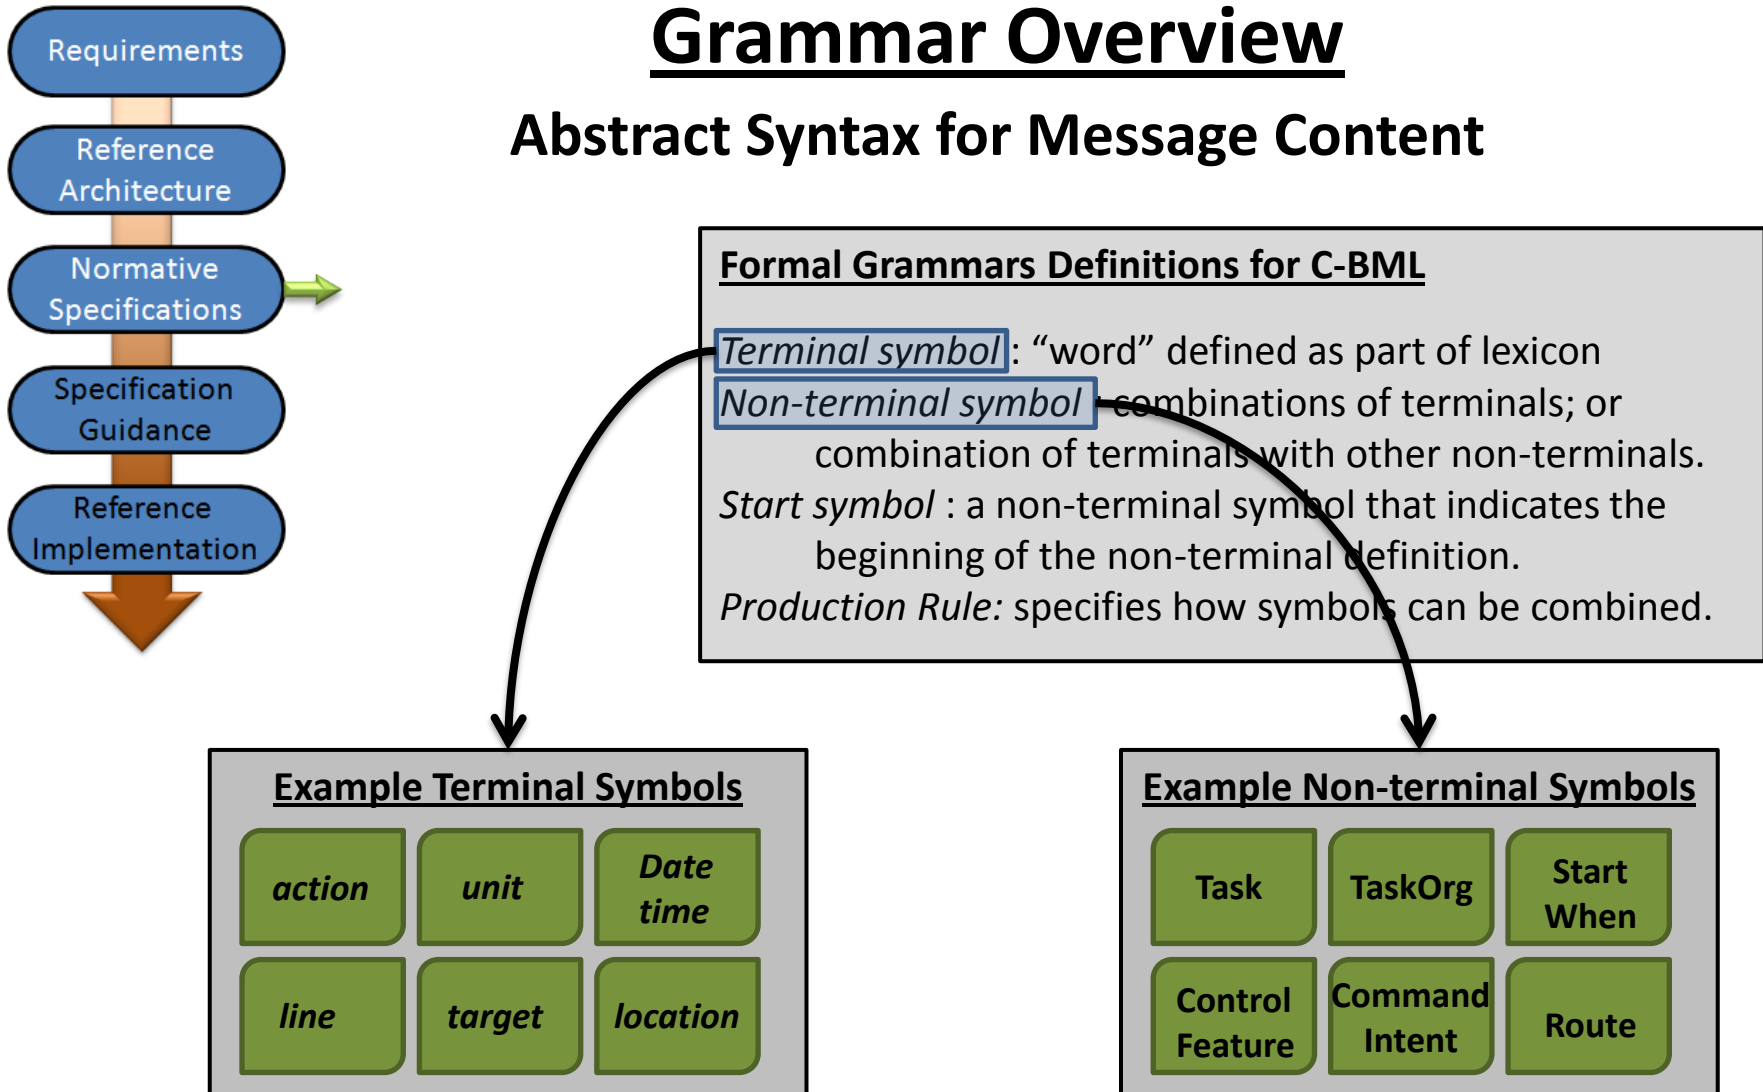 Grammar Overview
Abstract Syntax for Message Content
Requirements
Reference
Architecture
Normative
Specifications
Specification
Guidance
Reference
Implementation
Formal Grammars Definitions for C-BML
Terminal symbol : “word” defined as part of lexicon
Non-terminal symbol : combinations of terminals; or
combination of terminals with other non-terminals.
Start symbol : a non-terminal symbol that indicates the
beginning of the non-terminal definition.
Production Rule: specifies how symbols can be combined.
Example Terminal Symbols
action
unit
Date
time
line
target
location
Example Non-terminal Symbols
Task
TaskOrg
Start
When
Control
Feature
Command
Intent
Route